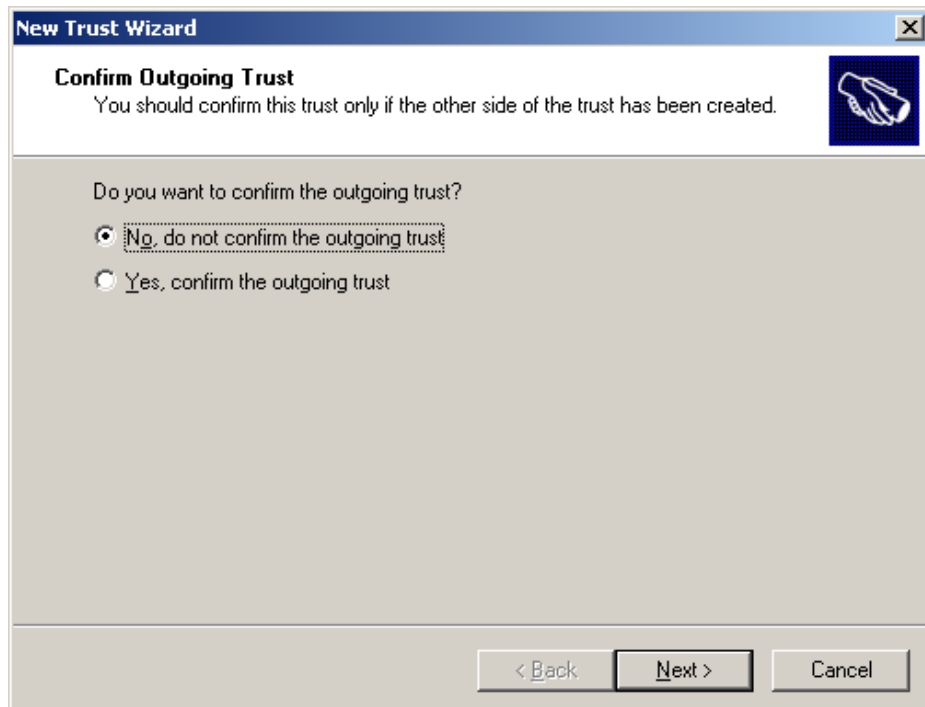 New Trust Wizard
Confirm Outgoing Trust
You should confirm this trust only if the other side of the trust has been created.
Do you want to confirm the outgoing trust?
No, do not confirm the outgoing trust
Yes, confirm the outgoing trust
< Back Next > Cancel